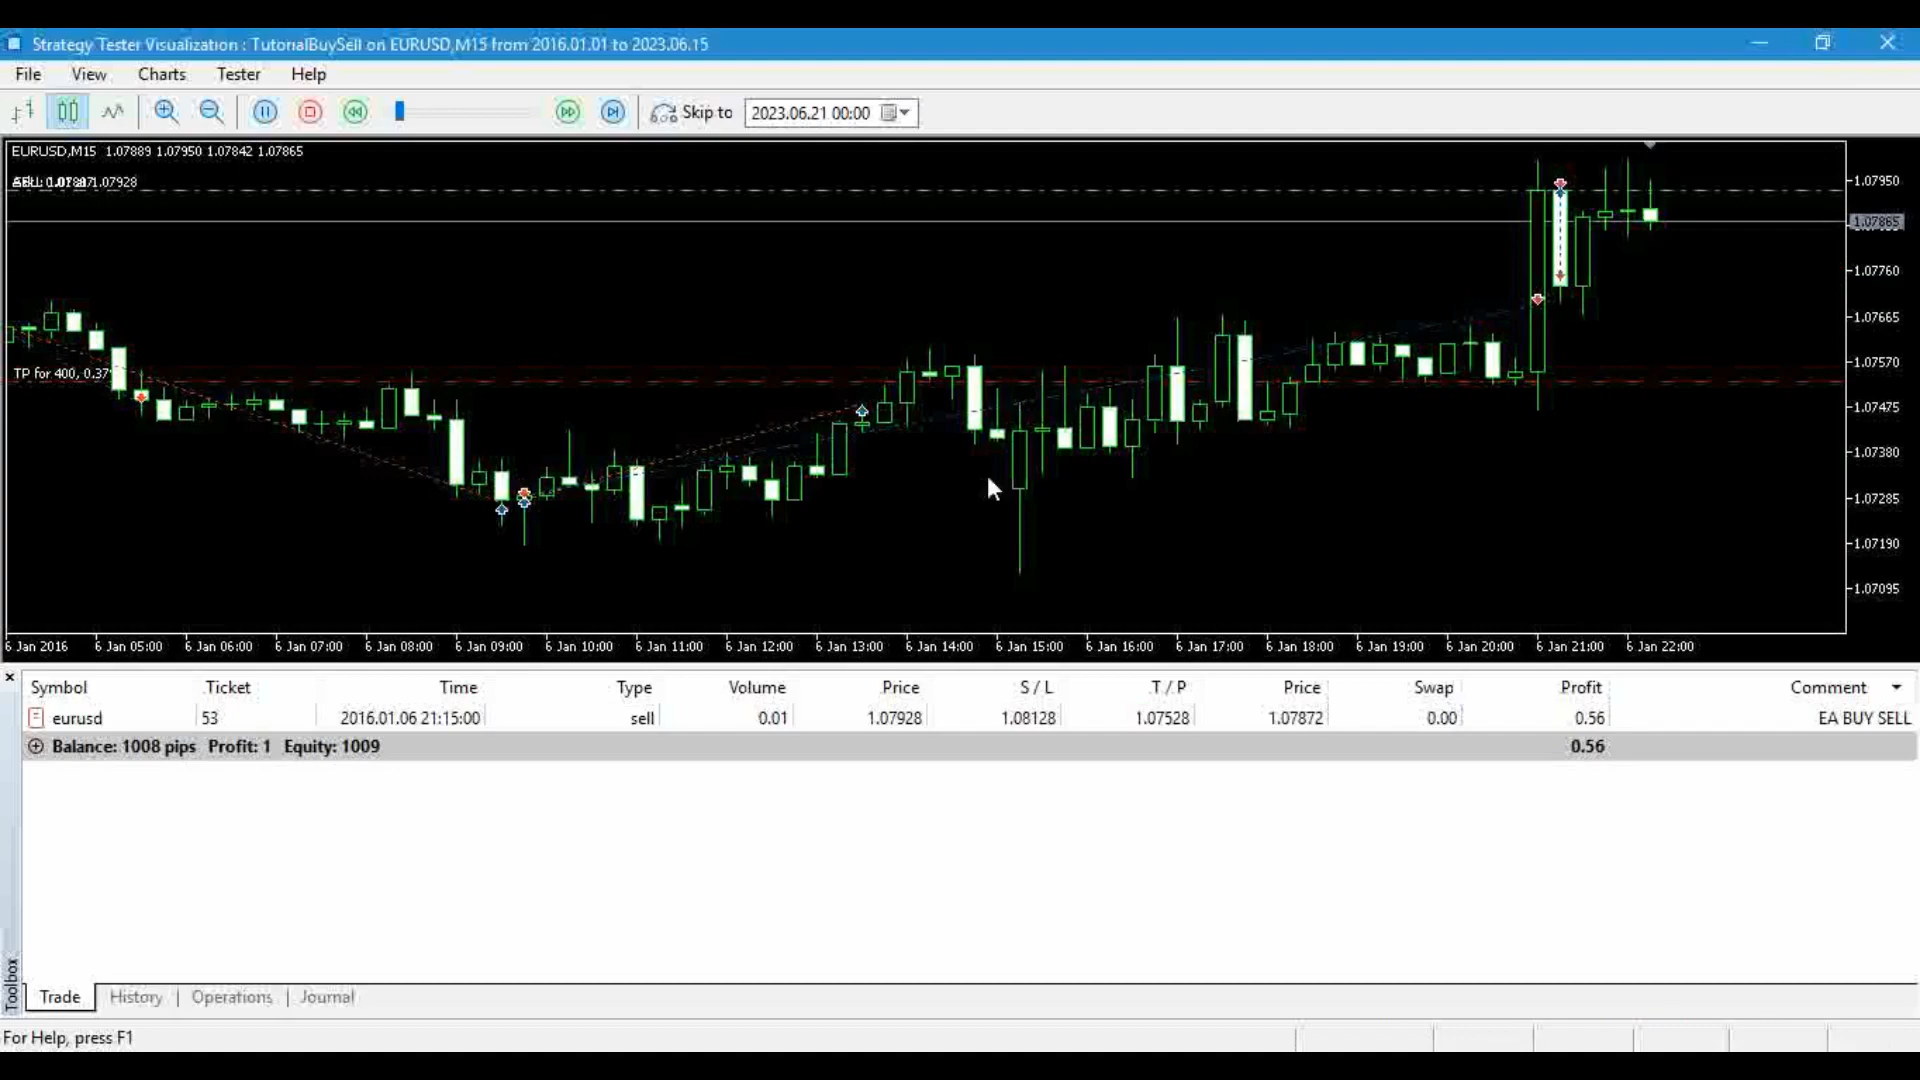 Strategy Tester Visualization : TutorialBuySell on EURUSD,M15 from 2016.01.01 to 2023.06.15
File View Charts Tester Help
Skip to 2023.06.21 00:00
EURUSD,M15 1.07889 1.07950 1.07842 1.07865
1.07928
TP for 400, 0.37
1.07950
1.07865
1.07760
1.07665
1.07570
1.07475
1.07380
1.07285
1.07190
1.07095
6 Jan 2016 6 Jan 05:00 6 Jan 06:00 6 Jan 07:00 6 Jan 08:00 6 Jan 09:00 6 Jan 10:00 6 Jan 11:00 6 Jan 12:00 6 Jan 13:00 6 Jan 14:00 6 Jan 15:00 6 Jan 16:00 6 Jan 17:00 6 Jan 18:00 6 Jan 19:00 6 Jan 20:00 6 Jan 21:00 6 Jan 22:00
Symbol Ticket Time Type Volume Price S / L T / P Price Swap Profit Comment
eurusd 53 2016.01.06 21:15:00 sell 0.01 1.07928 1.08128 1.07528 1.07872 0.00 0.56 EA BUY SELL
Balance: 1008 pips Profit: 1 Equity: 1009 0.56
Toolbox
Trade History Operations Journal
For Help, press F1